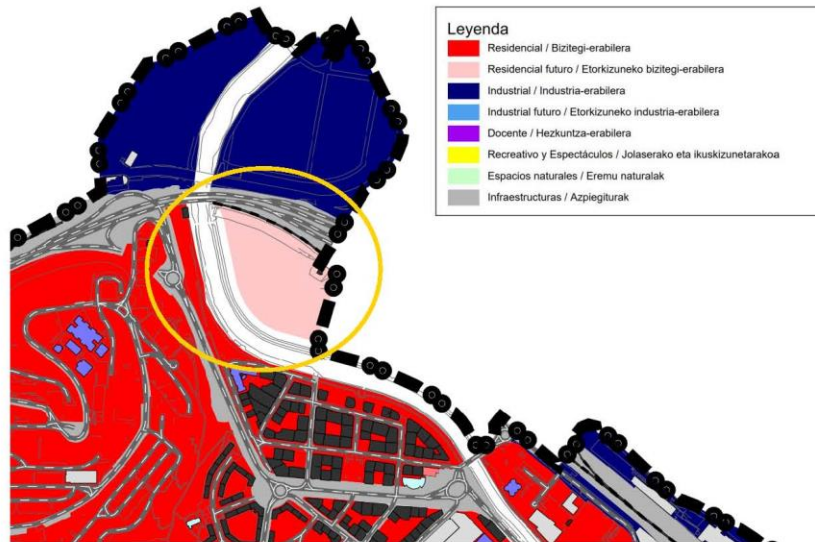 Leyenda
Residencial / Bizitegi-erabilera
Residencial futuro / Etorkizuneko bizitegi-erabilera
Industrial / Industria-erabilera
Industrial futuro / Etorkizuneko industria-erabilera
Docente / Hezkuntza-erabilera
Recreativo y Espectáculos / Jolaserako eta ikuskizunetarakoa
Espacios naturales / Eremu naturalak
Infraestructuras / Azpiegiturak